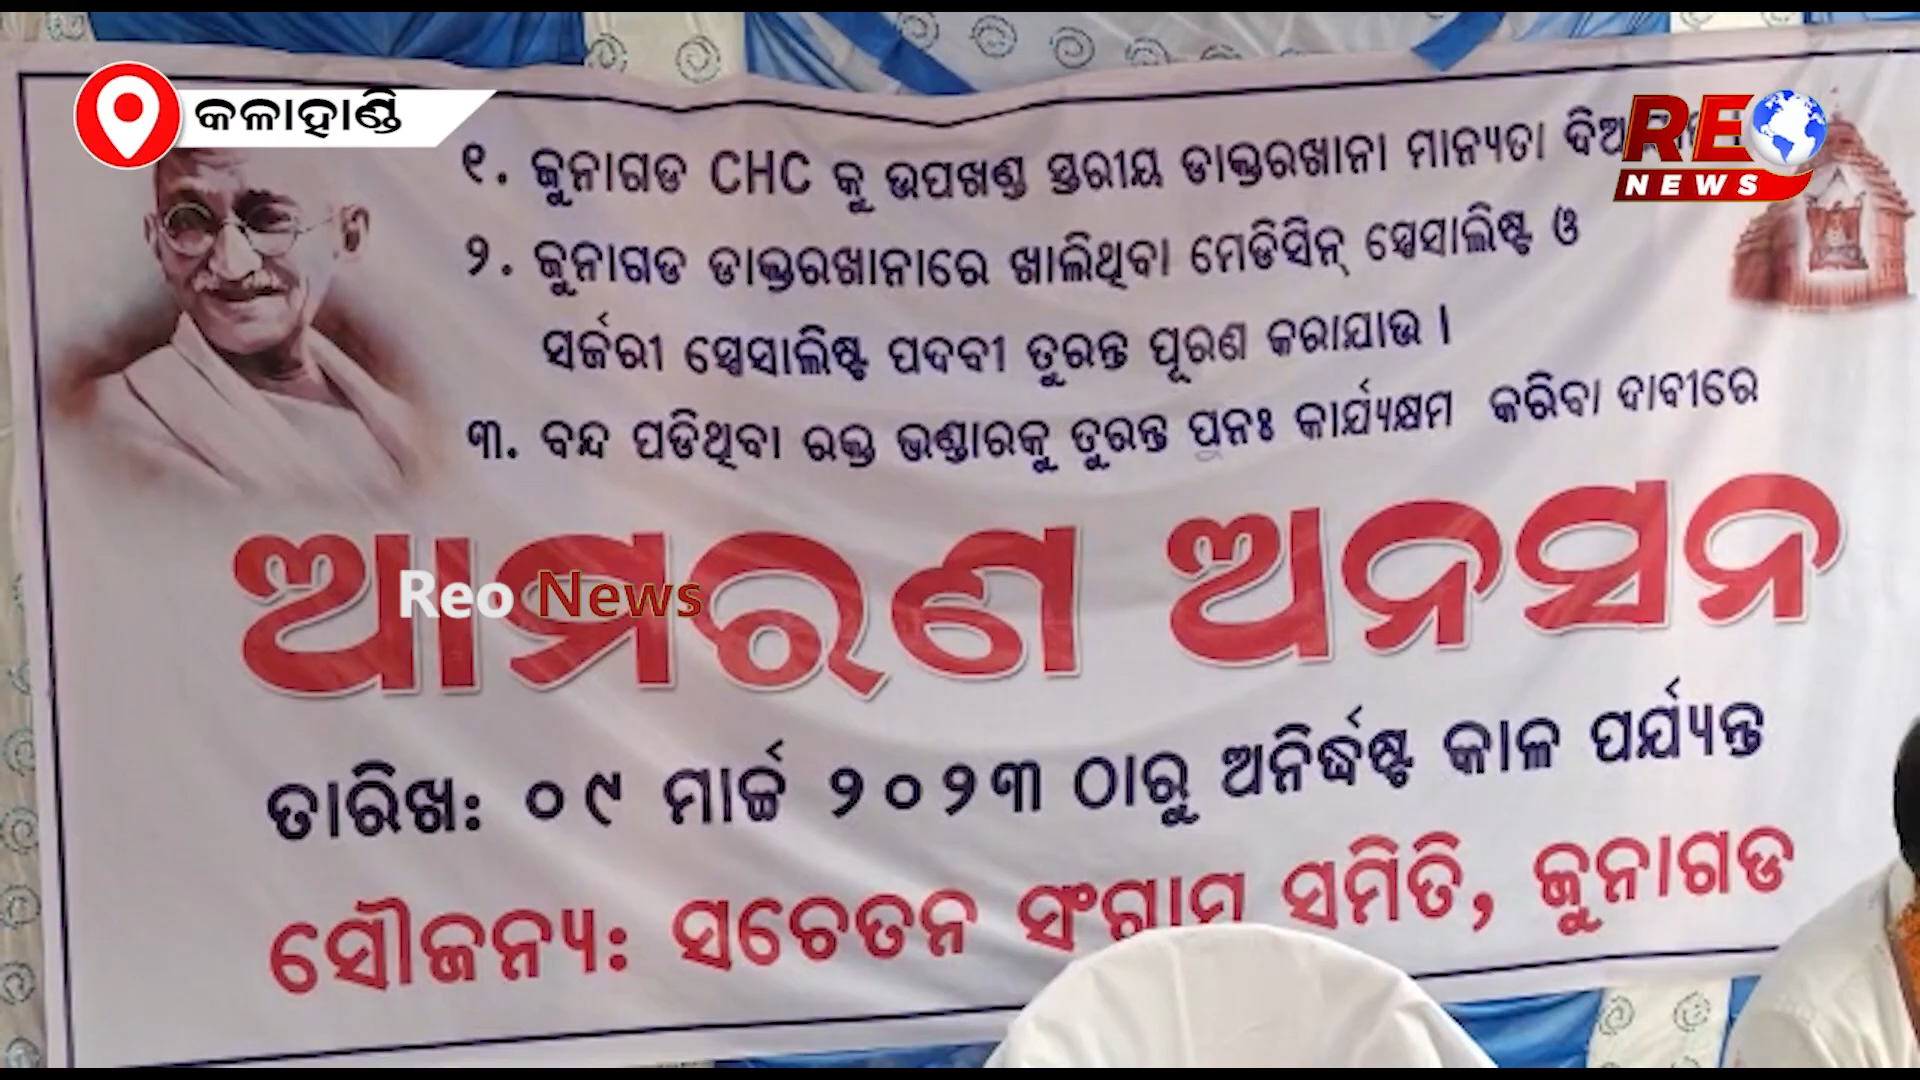 କଳାହାଣ୍ଡି
REO
NEWS
୧. ଜୁନାଗଡ CHC କୁ ଉପଖଣ୍ଡ ସ୍ତରୀୟ ଡାକ୍ତରଖାନା ମାନ୍ୟତା
୨. ଜୁନାଗଡ ଡାକ୍ତରଖାନାରେ ଖାଲିଥିବା ମେଡିସିନ୍ ସ୍ପେସାଲିଷ୍ଟ ଓ
ସର୍ଜରୀ ସ୍ପେସାଲିଷ୍ଟ ପଦବୀ ତୁରନ୍ତ ପୂରଣ କରାଯାଉ ।
୩. ବନ୍ଦ ପଡିଥିବା ରକ୍ତ ଭଣ୍ଡାରକୁ ତୁରନ୍ତ ପୁନଃ କାର୍ଯ୍ୟକ୍ଷମ କରିବା ଦାବୀରେ
ଆମରଣ ଅନସନ
Reo News
ତାରିଖ: ୦୯ ମାର୍ଚ୍ଚ ୨୦୨୩ ଠାରୁ ଅନିର୍ଦ୍ଧଷ୍ଟ କାଳ ପର୍ଯ୍ୟନ୍ତ
ସୌଜନ୍ୟ: ସଚେତନ ସଂଗ୍ରାମ ସମିତି, ଜୁନାଗଡ